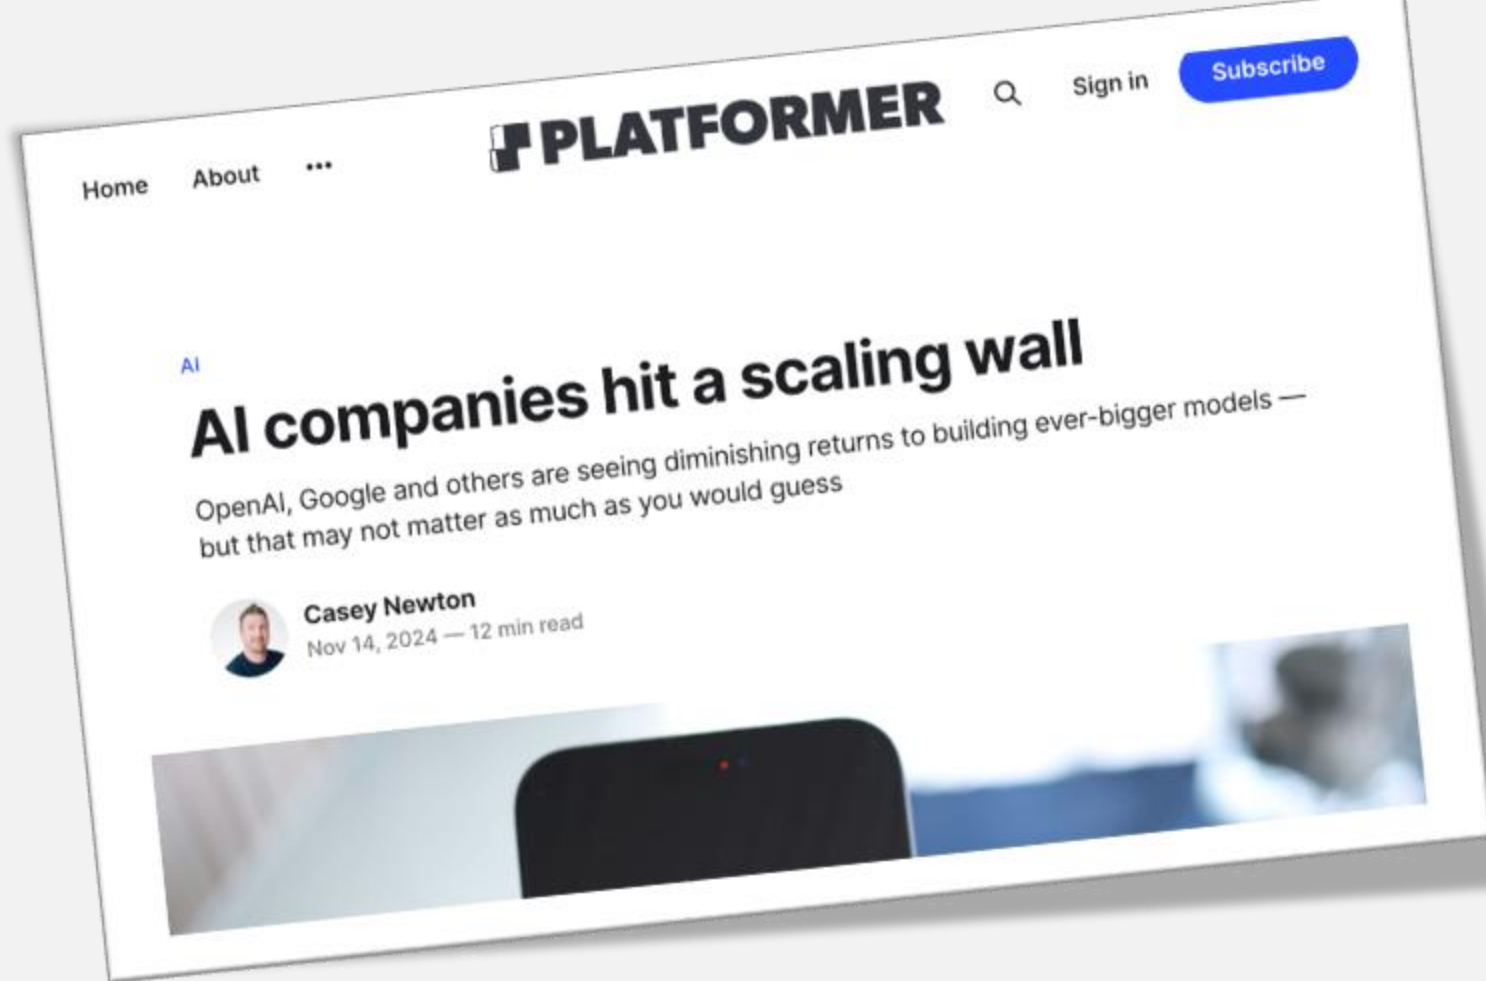 Home About ••• PLATFORMER Sign in Subscribe
AI
AI companies hit a scaling wall
OpenAI, Google and others are seeing diminishing returns to building ever-bigger models —
but that may not matter as much as you would guess
Casey Newton
Nov 14, 2024 — 12 min read